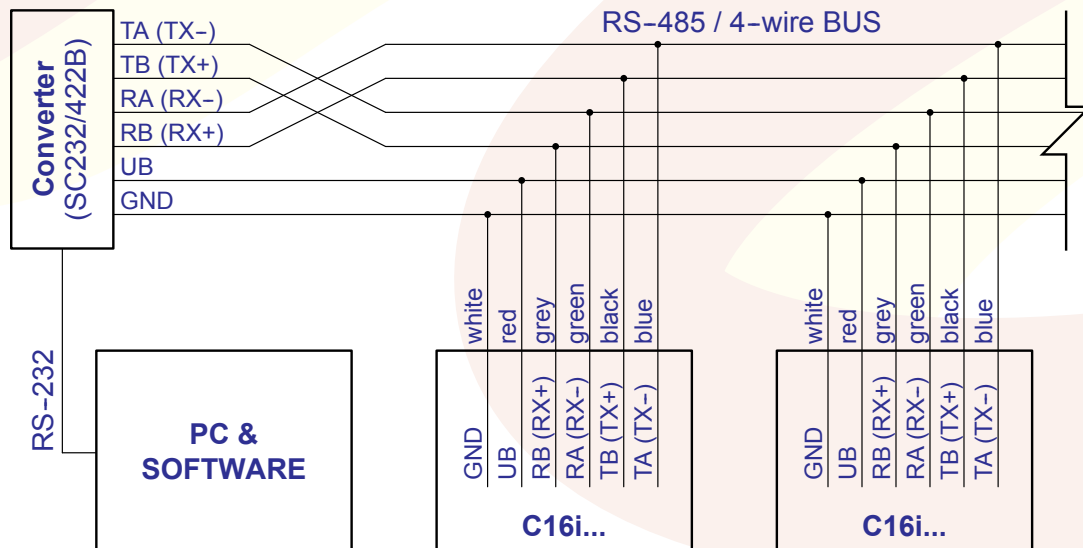 RS-485 / 4-wire BUS
Converter
(SC232/422B)
TA (TX-)
TB (TX+)
RA (RX-)
RB (RX+)
UB
GND
RS-232
PC &
SOFTWARE
white
red
grey
green
black
blue
GND
UB
RB (RX+)
RA (RX-)
TB (TX+)
TA (TX-)
C16i...
white
red
grey
green
black
blue
GND
UB
RB (RX+)
RA (RX-)
TB (TX+)
TA (TX-)
C16i...